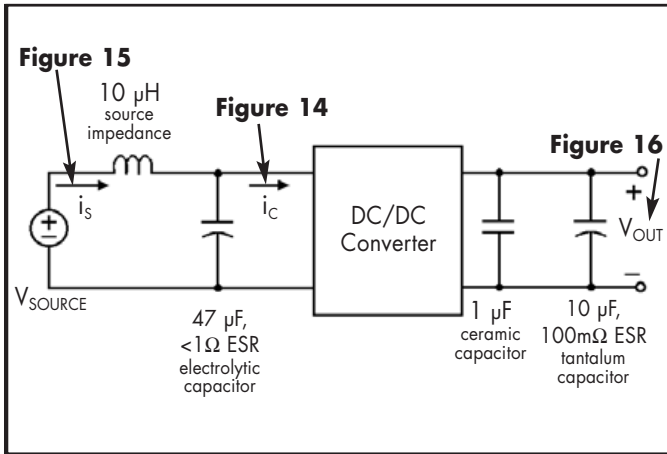 Figure 15
10 µH
source
impedance
Figure 14
Figure 16
i_S
i_C
DC/DC
Converter
+
V_OUT
–
+
–
V_SOURCE
47 µF,
<1Ω ESR
electrolytic
capacitor
1 µF
ceramic
capacitor
10 µF,
100mΩ ESR
tantalum
capacitor